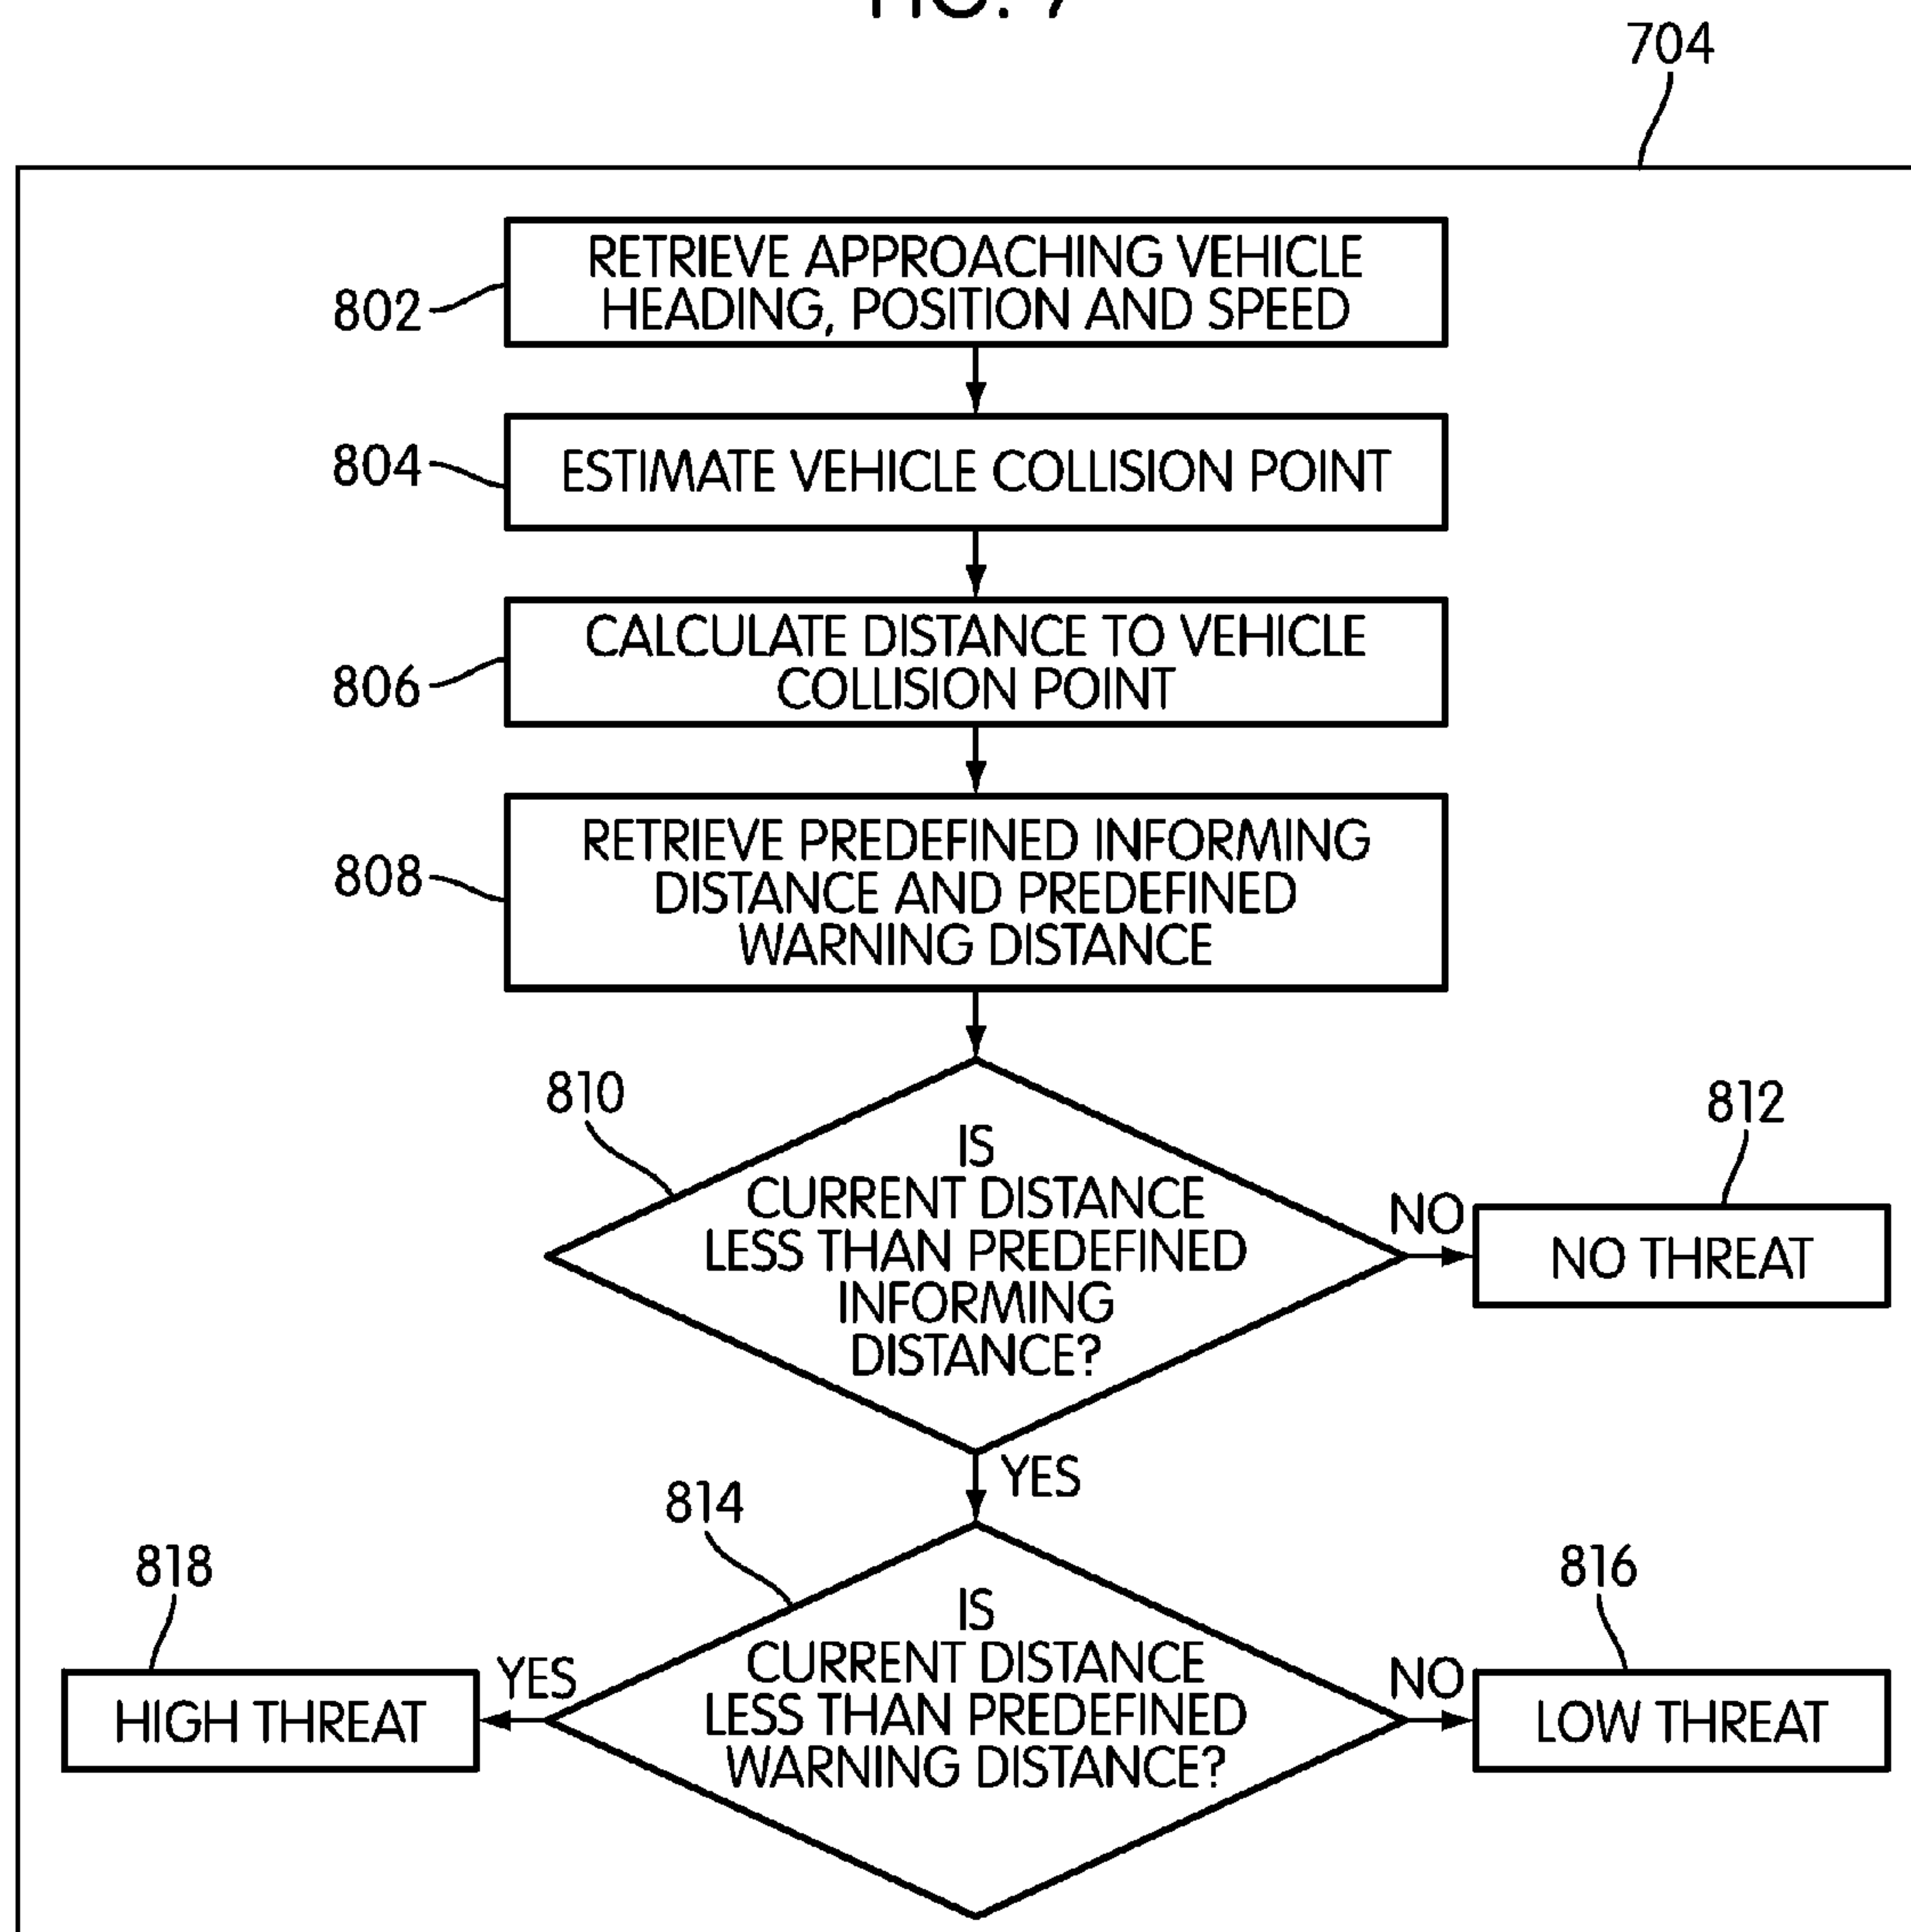 704
RETRIEVE APPROACHING VEHICLE
HEADING, POSITION AND SPEED
802
ESTIMATE VEHICLE COLLISION POINT
804
CALCULATE DISTANCE TO VEHICLE
COLLISION POINT
806
RETRIEVE PREDEFINED INFORMING
DISTANCE AND PREDEFINED
WARNING DISTANCE
808
810
IS
CURRENT DISTANCE
LESS THAN PREDEFINED
INFORMING
DISTANCE?
NO
812
NO THREAT
YES
814
IS
CURRENT DISTANCE
LESS THAN PREDEFINED
WARNING DISTANCE?
YES
818
HIGH THREAT
NO
816
LOW THREAT